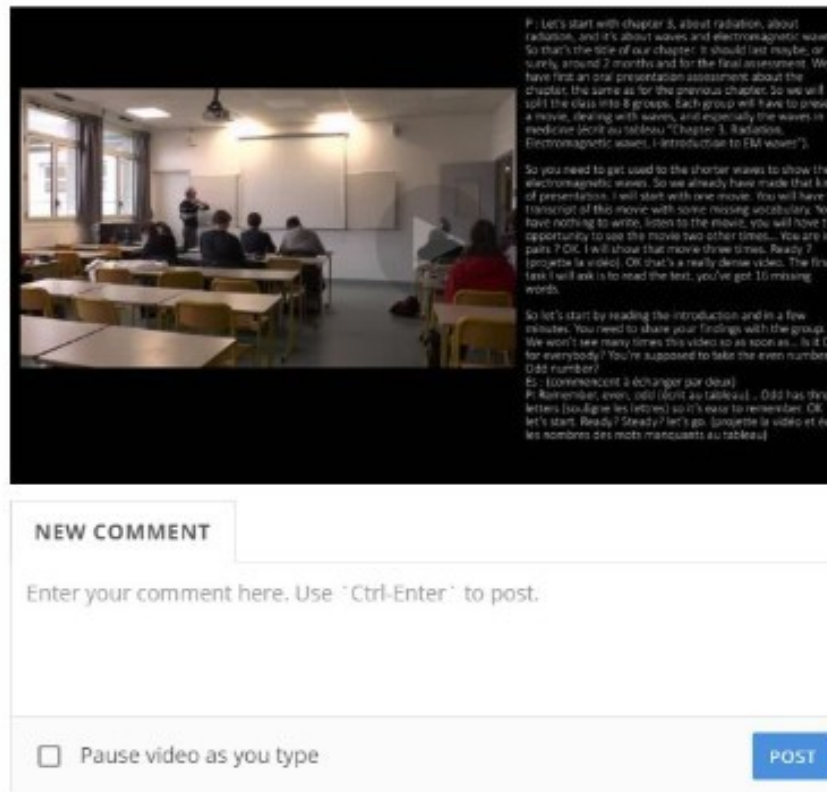 P : Let's start with chapter 3, about radiation, about
radiation, and it's about waves and electromagnetic wave
So that's the title of our chapter. It should last maybe, or
surely, around 2 months and for the final assessment. We
have first an oral presentation assessment about the
chapter, the same as for the previous chapter. So we will
split the class into 8 groups. Each group will have to prese
a movie, dealing with waves, and especially the waves in
medicine (écrit au tableau "Chapter 3. Radiation,
Electromagnetic waves, I-Introduction to EM waves").
So you need to get used to the shorter waves to show the
electromagnetic waves. So we already have made that kin
of presentation. I will start with one movie. You will have
transcript of this movie with some missing vocabulary. Yo
have nothing to write, listen to the movie, you will have t
opportunity to see the movie two other times... You are i
pairs ? OK. I will show that movie three times. Ready ?
(projette la vidéo). OK that's a really dense video. The firs
task I will ask is to read the text, you've got 16 missing
words.
So let's start by reading the introduction and in a few
minutes. You need to share your findings with the group.
We won't see many times this video so as soon as... Is it O
for everybody? You're supposed to take the even number
Odd number?
Es : (commencent à échanger par deux)
P: Remember, even, odd (écrit au tableau)... Odd has thre
letters (souligne les lettres) so it's easy to remember. OK
let's start. Ready? Steady? let's go. (projette la vidéo et éc
les nombres des mots manquants au tableau)
NEW COMMENT
Enter your comment here. Use `Ctrl-Enter` to post.
Pause video as you type
POST